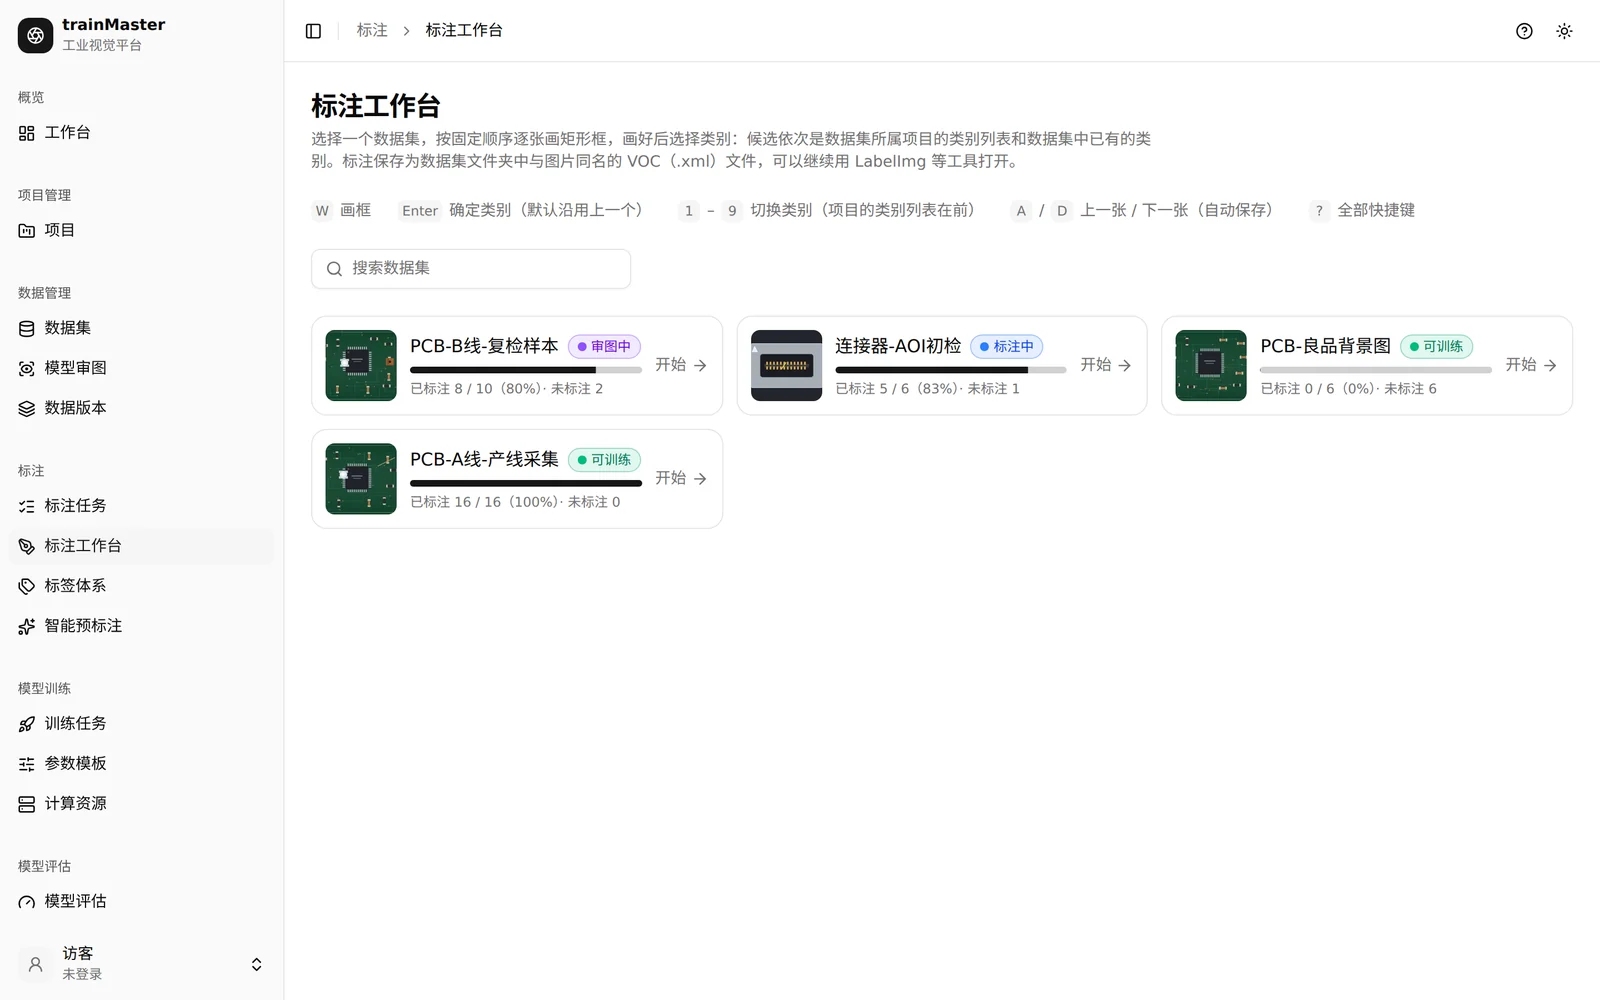 trainMaster
工业视觉平台
概览
工作台
项目管理
项目
数据管理
数据集
模型审图
数据版本
标注
标注任务
标注工作台
标签体系
智能预标注
模型训练
训练任务
参数模板
计算资源
模型评估
模型评估
访客
未登录
标注 > 标注工作台
标注工作台
选择一个数据集，按固定顺序逐张画矩形框，画好后选择类别：候选依次是数据集所属项目的类别列表和数据集中已有的类
别。标注保存为数据集文件夹中与图片同名的 VOC（.xml）文件，可以继续用 LabelImg 等工具打开。
W 画框 Enter 确定类别（默认沿用上一个） 1 – 9 切换类别（项目的类别列表在前） A / D 上一张 / 下一张（自动保存） ? 全部快捷键
搜索数据集
PCB-B线-复检样本 审图中
已标注 8 / 10（80%）· 未标注 2
开始
连接器-AOI初检 标注中
已标注 5 / 6（83%）· 未标注 1
开始
PCB-良品背景图 可训练
已标注 0 / 6（0%）· 未标注 6
开始
PCB-A线-产线采集 可训练
已标注 16 / 16（100%）· 未标注 0
开始